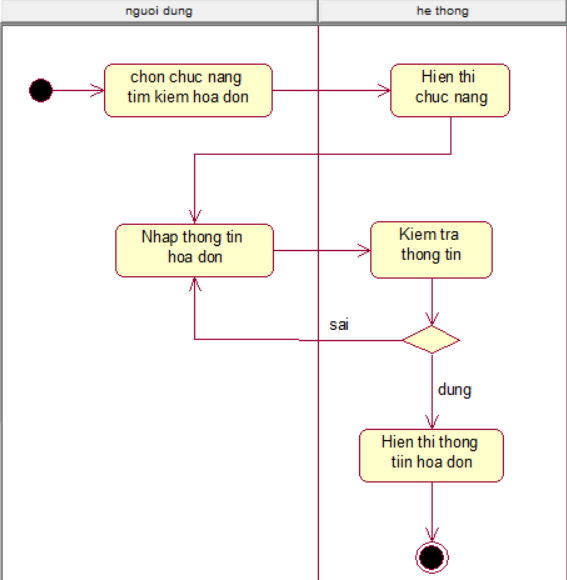 nguoi dung
he thong
chon chuc nang
tim kiem hoa don
Hien thi
chuc nang
Nhap thong tin
hoa don
Kiem tra
thong tin
sai
dung
Hien thi thong
tiin hoa don